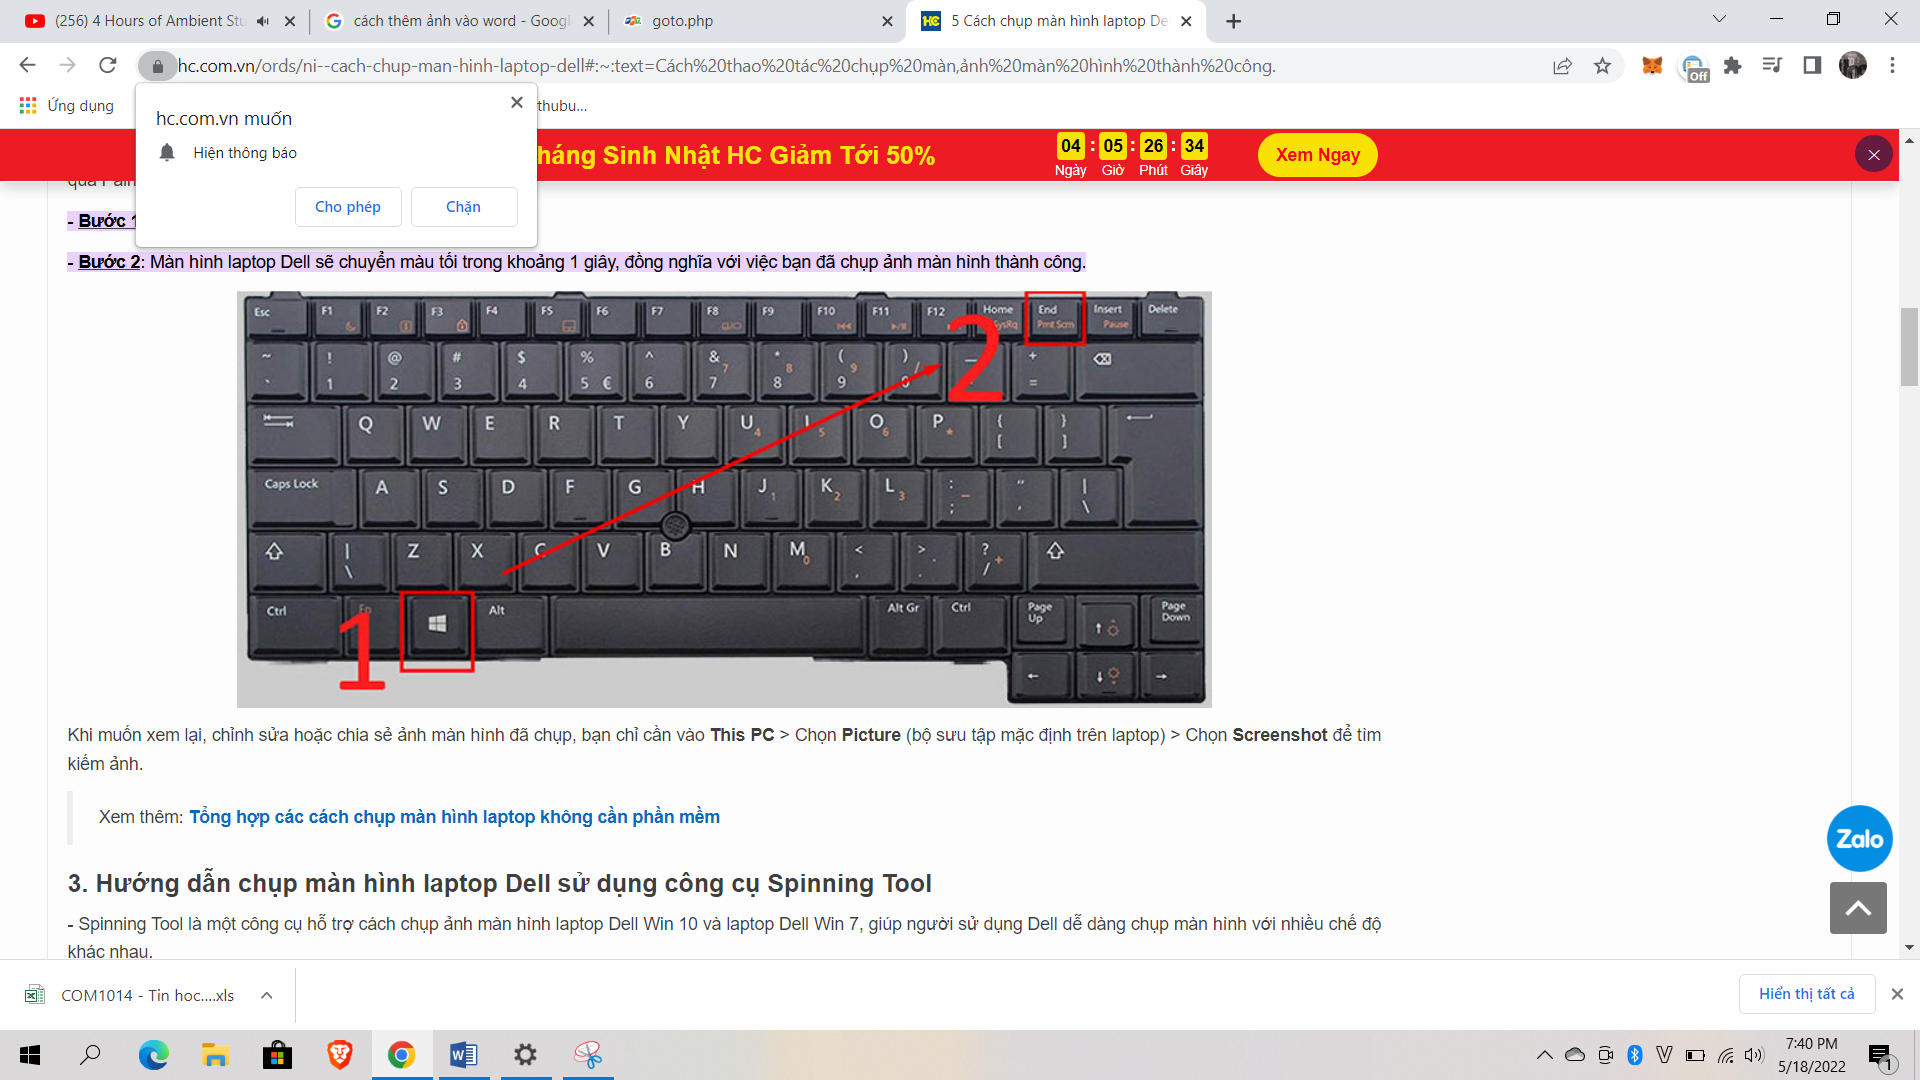 (256) 4 Hours of Ambient Stu
cách thêm ảnh vào word - Googl
goto.php
5 Cách chụp màn hình laptop De
hc.com.vn/ords/ni--cach-chup-man-hinh-laptop-dell#:~:text=Cách%20thao%20tác%20chụp%20màn,ảnh%20màn%20hình%20thành%20công.
Off
Ứng dụng
thubu...
hc.com.vn muốn
Hiện thông báo
Cho phép
Chặn
háng Sinh Nhật HC Giảm Tới 50%
04 : 05 : 26 : 34
Ngày Giờ Phút Giây
Xem Ngay
- Bước 1
- Bước 2: Màn hình laptop Dell sẽ chuyển màu tối trong khoảng 1 giây, đồng nghĩa với việc bạn đã chụp ảnh màn hình thành công.
Esc F1 F2 F3 F4 F5 F6 F7 F8 F9 F10 F11 F12 Home End Insert Delete
SysRq Prnt Scrn Pause
~ ! @ # $ % ^ & * ( ) _ +
` 1 2 3 4 5 € 6 7 7 8 8 9 9 0 / =
2
Q W E R T Y U 4 I 5 O 6 P * { [ } ]
Caps Lock A S D F G H J 1 K 2 L 3 : ; - " ' | \
| \ Z X C V B N M 0 < , > . ? / +
Ctrl Fn Alt Alt Gr Ctrl Page Up Page Down
1
Khi muốn xem lại, chỉnh sửa hoặc chia sẻ ảnh màn hình đã chụp, bạn chỉ cần vào This PC > Chọn Picture (bộ sưu tập mặc định trên laptop) > Chọn Screenshot để tìm
kiếm ảnh.
Xem thêm: Tổng hợp các cách chụp màn hình laptop không cần phần mềm
3. Hướng dẫn chụp màn hình laptop Dell sử dụng công cụ Spinning Tool
- Spinning Tool là một công cụ hỗ trợ cách chụp ảnh màn hình laptop Dell Win 10 và laptop Dell Win 7, giúp người sử dụng Dell dễ dàng chụp màn hình với nhiều chế độ
khác nhau.
Zalo
COM1014 - Tin hoc....xls
Hiển thị tất cả
7:40 PM
5/18/2022
1